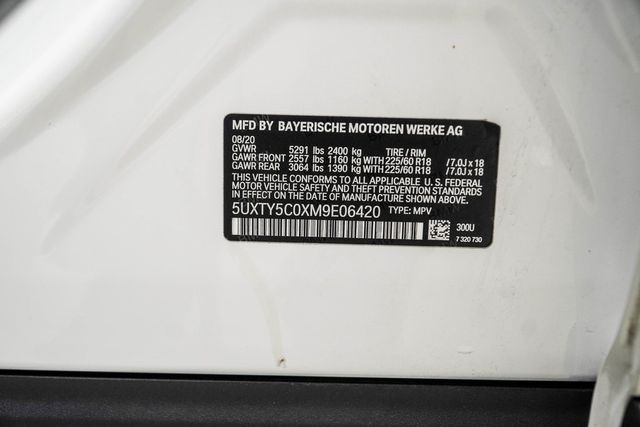 MFD BY BAYERISCHE MOTOREN WERKE AG
08/20
GVWR 5291 lbs 2400 kg TIRE / RIM
GAWR FRONT 2557 lbs 1160 kg WITH 225/60 R18 /7.0J x 18
GAWR REAR 3064 lbs 1390 kg WITH 225/60 R18 /7.0J x 18
THIS VEHICLE CONFORMS TO ALL APPLICABLE U.S. FEDERAL
MOTOR VEHICLE SAFETY AND THEFT PREVENTION STANDARDS
IN EFFECT ON THE DATE OF MANUFACTURE SHOWN ABOVE.
5UXTY5C0XM9E06420 TYPE: MPV
300U
7 320 730